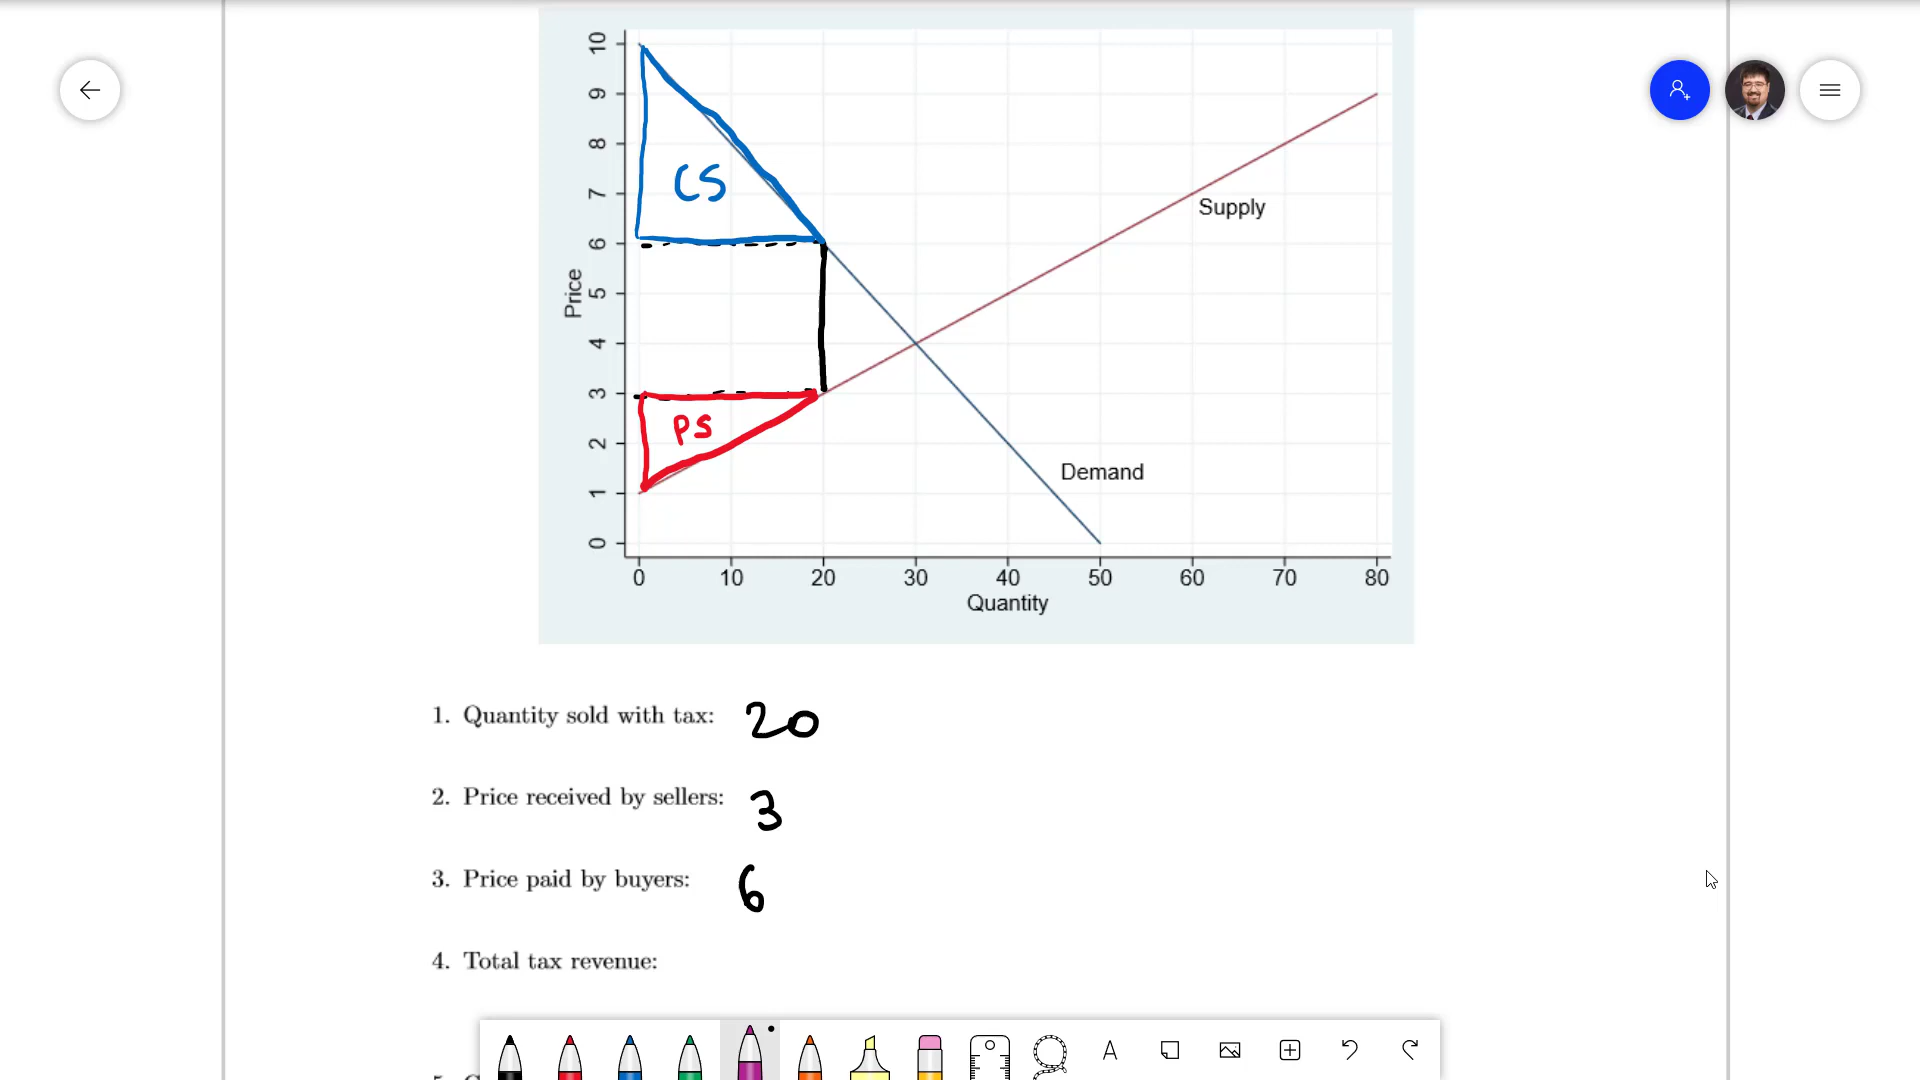 10
9
8
7
6
5
4
3
2
1
0
Price
CS
PS
Supply
Demand
0 10 20 30 40 50 60 70 80
Quantity
1. Quantity sold with tax: 20
2. Price received by sellers: 3
3. Price paid by buyers: 6
4. Total tax revenue:
A